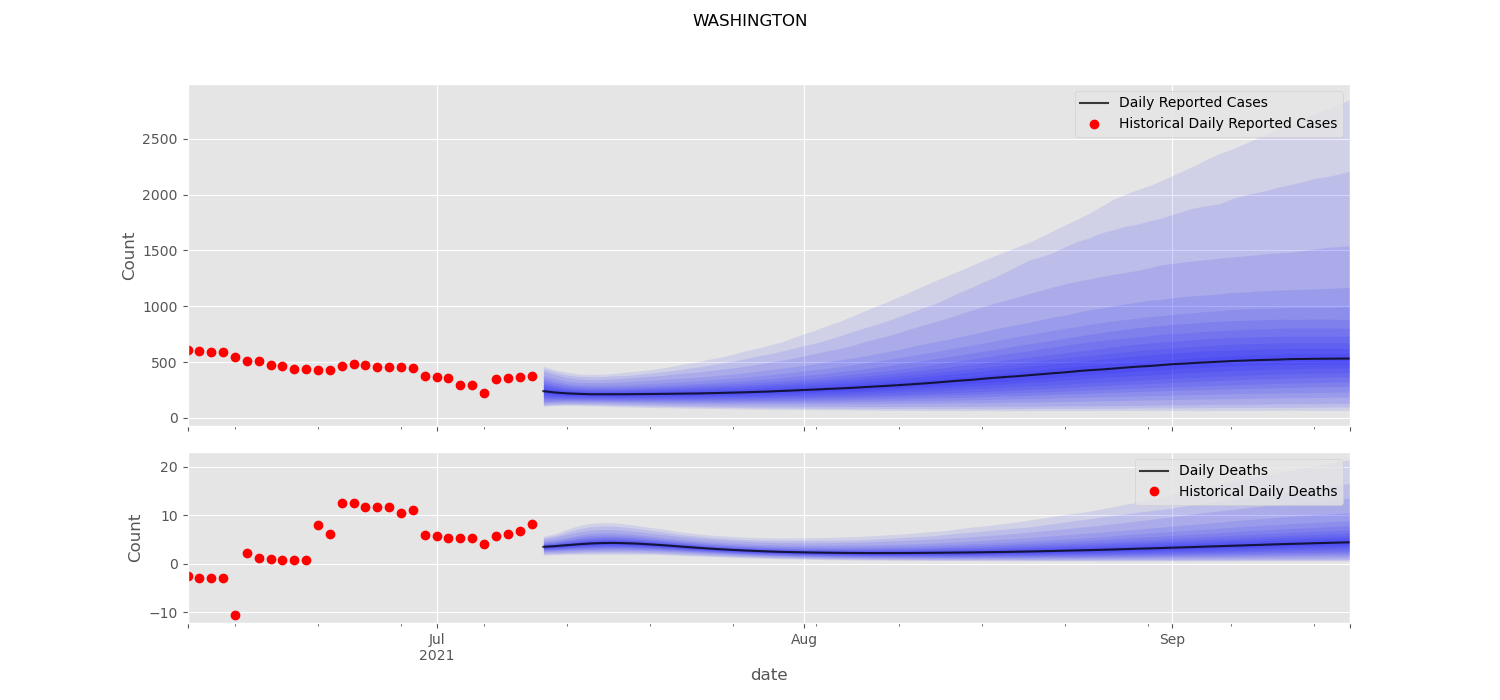 WASHINGTON
Daily Reported Cases
Historical Daily Reported Cases
Count
2500
2000
1500
1000
500
0
Daily Deaths
Historical Daily Deaths
Count
20
10
0
−10
Jul
2021
Aug
Sep
date